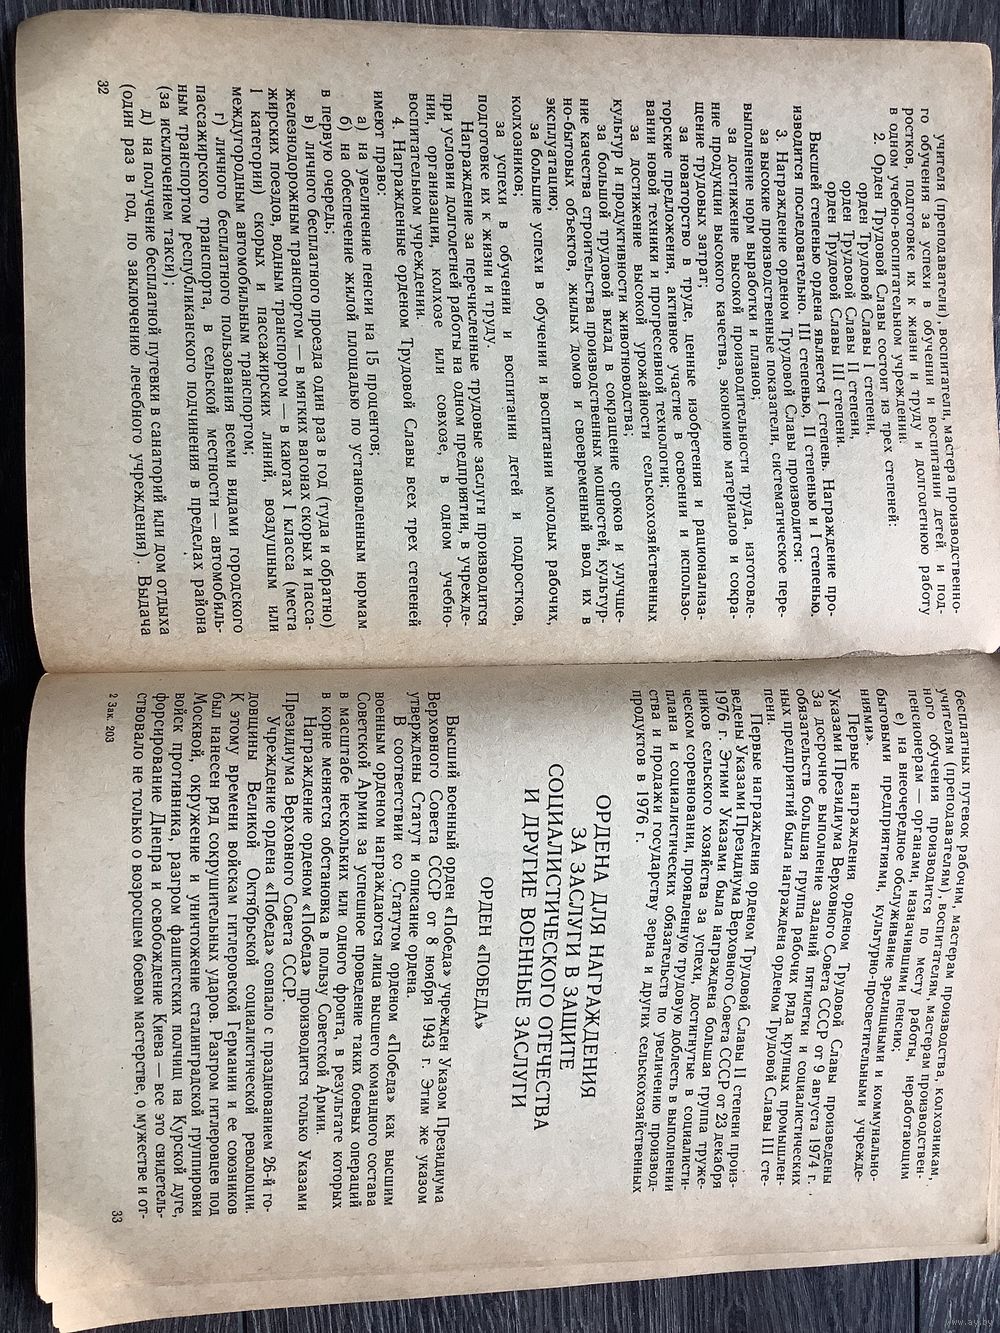 учителя (преподаватели), воспитатели, мастера производственно-
го обучения за успехи в обучении и воспитании детей и под-
ростков, подготовке их к жизни и труду и долголетнюю работу
в одном учебно-воспитательном учреждении.
2. Орден Трудовой Славы состоит из трех степеней:
орден Трудовой Славы I степени,
орден Трудовой Славы II степени,
орден Трудовой Славы III степени.
Высшей степенью ордена является I степень. Награждение про-
изводится последовательно. III степенью, II степенью и I степенью.
3. Награждение орденом Трудовой Славы производится:
за высокие производственные показатели, систематическое пере-
выполнение норм выработки и планов;
за достижение высокой производительности труда, изготовле-
ние продукции высокого качества, экономию материалов и сокра-
щение трудовых затрат;
за новаторство в труде, ценные изобретения и рационализа-
торские предложения, активное участие в освоении и использо-
вании новой техники и прогрессивной технологии;
за достижение высокой урожайности сельскохозяйственных
культур и продуктивности животноводства;
за большой трудовой вклад в сокращение сроков и улучше-
ние качества строительства производственных мощностей, культур-
но-бытовых объектов, жилых домов и своевременный ввод их в
эксплуатацию;
за большие успехи в обучении и воспитании молодых рабочих,
колхозников;
за успехи в обучении и воспитании детей и подростков,
подготовке их к жизни и труду.
Награждение за перечисленные трудовые заслуги производится
при условии долголетней работы на одном предприятии, в учрежде-
нии, организации, колхозе или совхозе, в одном учебно-
воспитательном учреждении.
4. Награжденные орденом Трудовой Славы всех трех степеней
имеют право:
а) на увеличение пенсии на 15 процентов;
б) на обеспечение жилой площадью по установленным нормам
в первую очередь;
в) личного бесплатного проезда один раз в год (туда и обратно)
железнодорожным транспортом — в мягких вагонах скорых и пасса-
жирских поездов, водным транспортом — в каютах I класса (места
I категории) скорых и пассажирских линий, воздушным или
междугородным автомобильным транспортом;
г) личного бесплатного пользования всеми видами городского
пассажирского транспорта, в сельской местности — автомобиль-
ным транспортом республиканского подчинения в пределах района
(за исключением такси);
д) на получение бесплатной путевки в санаторий или дом отдыха
(один раз в год, по заключению лечебного учреждения). Выдача
32
бесплатных путевок рабочим, мастерам производства, колхозникам,
учителям (преподавателям), воспитателям, мастерам производствен-
ного обучения производится по месту работы, неработающим
пенсионерам — органами, назначившими пенсию;
е) на внеочередное обслуживание зрелищными и коммунально-
бытовыми предприятиями, культурно-просветительными учрежде-
ниями».
Первые награждения орденом Трудовой Славы произведены
Указами Президиума Верховного Совета СССР от 9 августа 1974 г.
За досрочное выполнение заданий пятилетки и социалистических
обязательств большая группа рабочих ряда крупных промышлен-
ных предприятий была награждена орденом Трудовой Славы III сте-
пени.
Первые награждения орденом Трудовой Славы II степени произ-
ведены Указами Президиума Верховного Совета СССР от 23 декабря
1976 г. Этими Указами была награждена большая группа труже-
ников сельского хозяйства за успехи, достигнутые в социалисти-
ческом соревновании, проявленную трудовую доблесть в выполнении
плана и социалистических обязательств по увеличению производ-
ства и продажи государству зерна и других сельскохозяйственных
продуктов в 1976 г.
ОРДЕНА ДЛЯ НАГРАЖДЕНИЯ
ЗА ЗАСЛУГИ В ЗАЩИТЕ
СОЦИАЛИСТИЧЕСКОГО ОТЕЧЕСТВА
И ДРУГИЕ ВОЕННЫЕ ЗАСЛУГИ
ОРДЕН «ПОБЕДА»
Высший военный орден «Победа» учрежден Указом Президиума
Верховного Совета СССР от 8 ноября 1943 г. Этим же указом
утверждены Статут и описание ордена.
В соответствии со Статутом орденом «Победа» как высшим
военным орденом награждаются лица высшего командного состава
Советской Армии за успешное проведение таких боевых операций
в масштабе нескольких или одного фронта, в результате которых
в корне меняется обстановка в пользу Советской Армии.
Награждение орденом «Победа» производится только Указами
Президиума Верховного Совета СССР.
Учреждение ордена «Победа» совпало с празднованием 26-й го-
довщины Великой Октябрьской социалистической революции.
К этому времени войскам гитлеровской Германии и ее союзников
был нанесен ряд сокрушительных ударов. Разгром гитлеровцев под
Москвой, окружение и уничтожение сталинградской группировки
войск противника, разгром фашистских полчищ на Курской дуге,
форсирование Днепра и освобождение Киева — все это свидетель-
ствовало не только о возросшем боевом мастерстве, о мужестве и от-
2 Зак. 203
33
www.ay.by